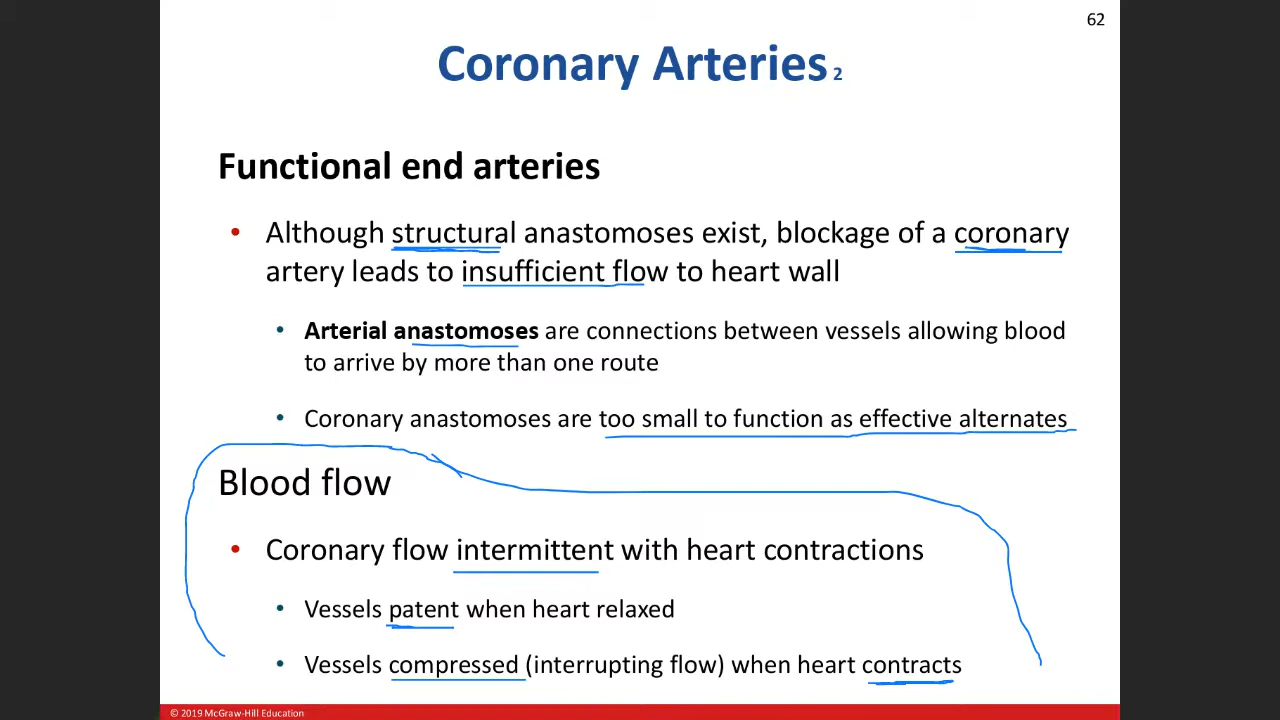 62
Coronary Arteries 2
Functional end arteries
• Although structural anastomoses exist, blockage of a coronary
artery leads to insufficient flow to heart wall
• Arterial anastomoses are connections between vessels allowing blood
to arrive by more than one route
• Coronary anastomoses are too small to function as effective alternates
Blood flow
• Coronary flow intermittent with heart contractions
• Vessels patent when heart relaxed
• Vessels compressed (interrupting flow) when heart contracts
© 2019 McGraw-Hill Education